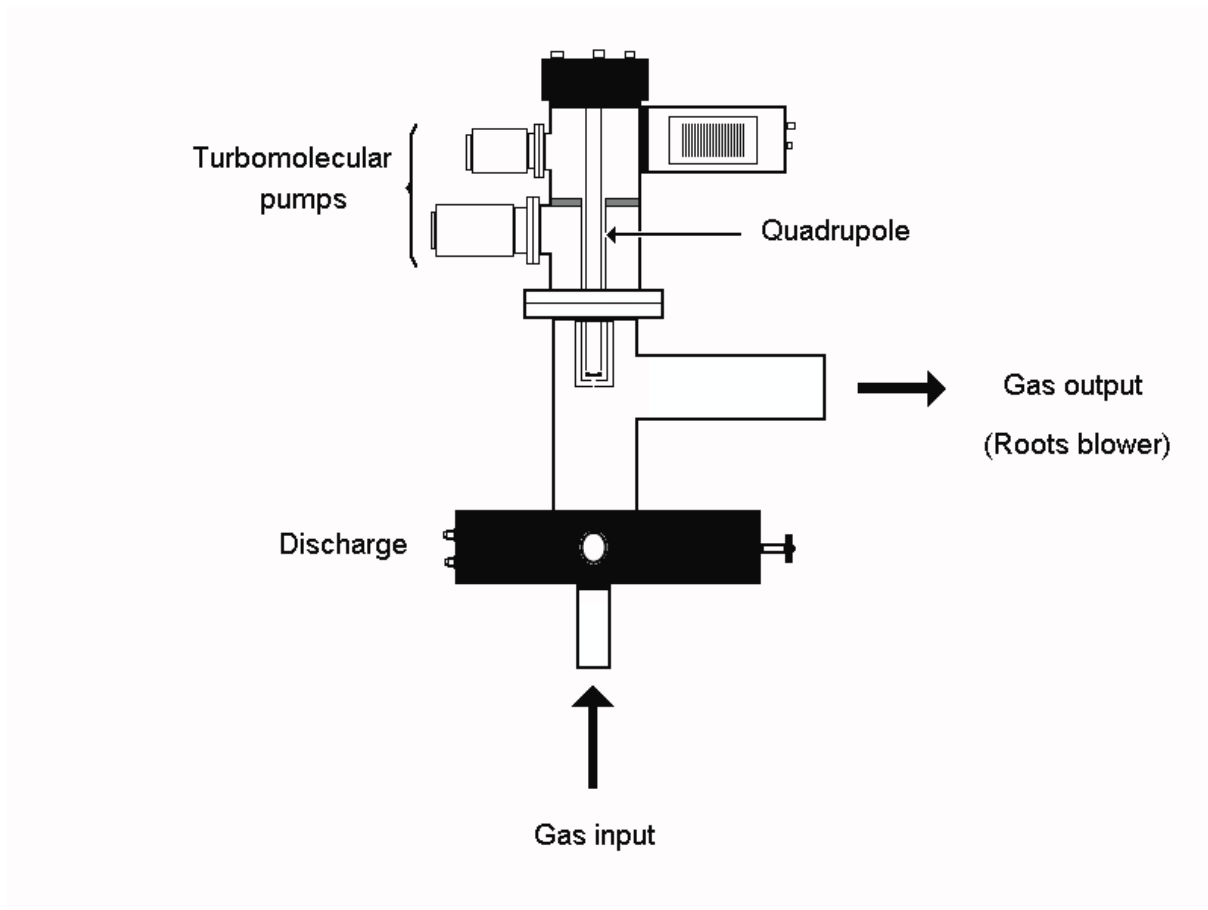 Turbomolecular
pumps
Quadrupole
Gas output
(Roots blower)
Discharge
Gas input